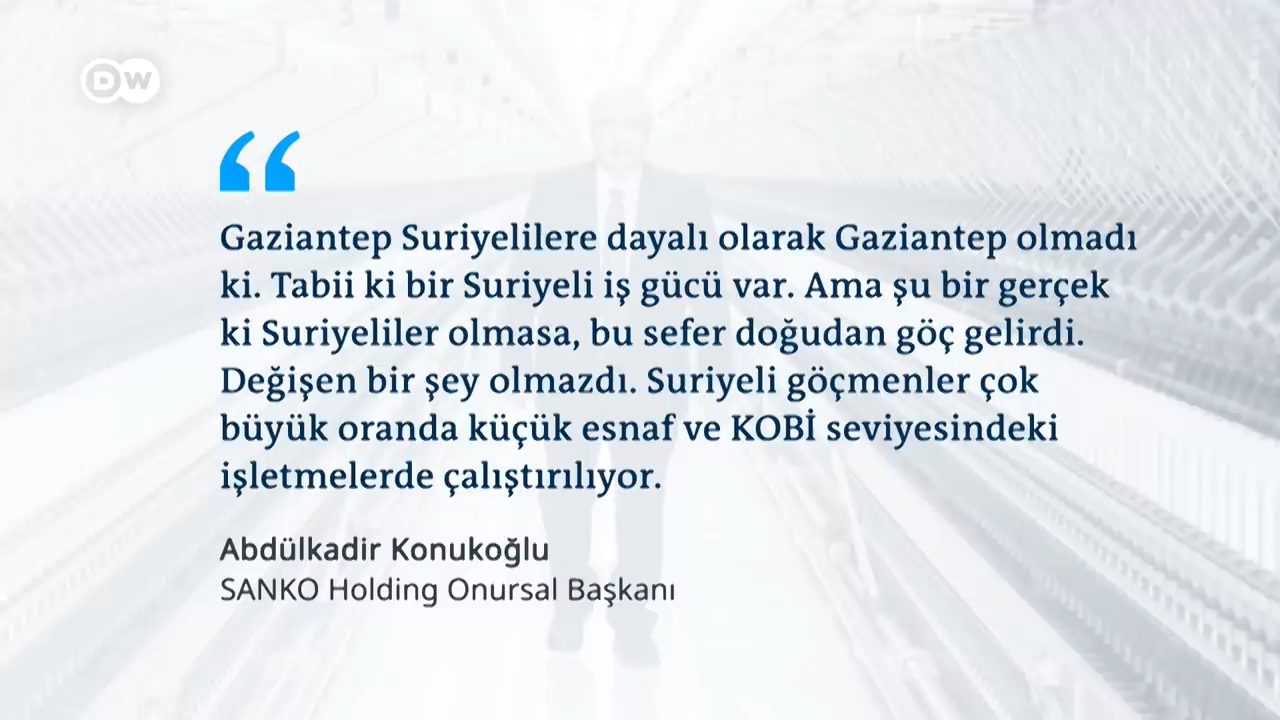 DW
Gaziantep Suriyelilere dayalı olarak Gaziantep olmadı
ki. Tabii ki bir Suriyeli iş gücü var. Ama şu bir gerçek
ki Suriyeliler olmasa, bu sefer doğudan göç gelirdi.
Değişen bir şey olmazdı. Suriyeli göçmenler çok
büyük oranda küçük esnaf ve KOBİ seviyesindeki
işletmelerde çalıştırılıyor.
Abdülkadir Konukoğlu
SANKO Holding Onursal Başkanı